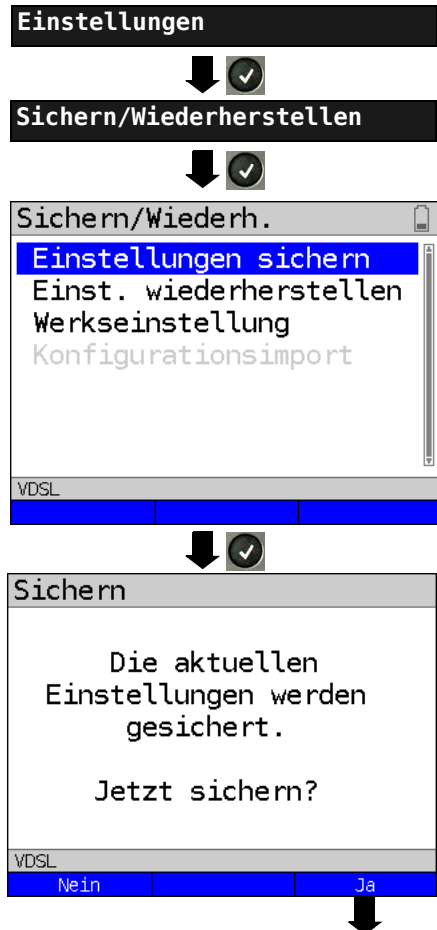 Einstellungen
Sichern/Wiederherstellen
Sichern/Wiederh.
Einstellungen sichern
Einst. wiederherstellen
Werkseinstellung
Konfigurationsimport
VDSL
Sichern
Die aktuellen
Einstellungen werden
gesichert.
Jetzt sichern?
VDSL
Nein Ja